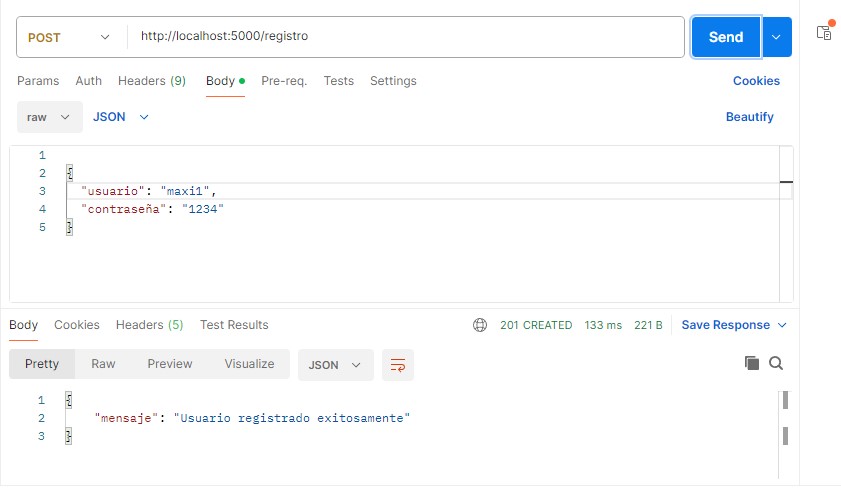 POST http://localhost:5000/registro Send
Params Auth Headers (9) Body Pre-req. Tests Settings Cookies
raw JSON Beautify
1
2 {
3 "usuario": "maxi1",
4 "contraseña": "1234"
5 }
Body Cookies Headers (5) Test Results 201 CREATED 133 ms 221 B Save Response
Pretty Raw Preview Visualize JSON
1 {
2 "mensaje": "Usuario registrado exitosamente"
3 }